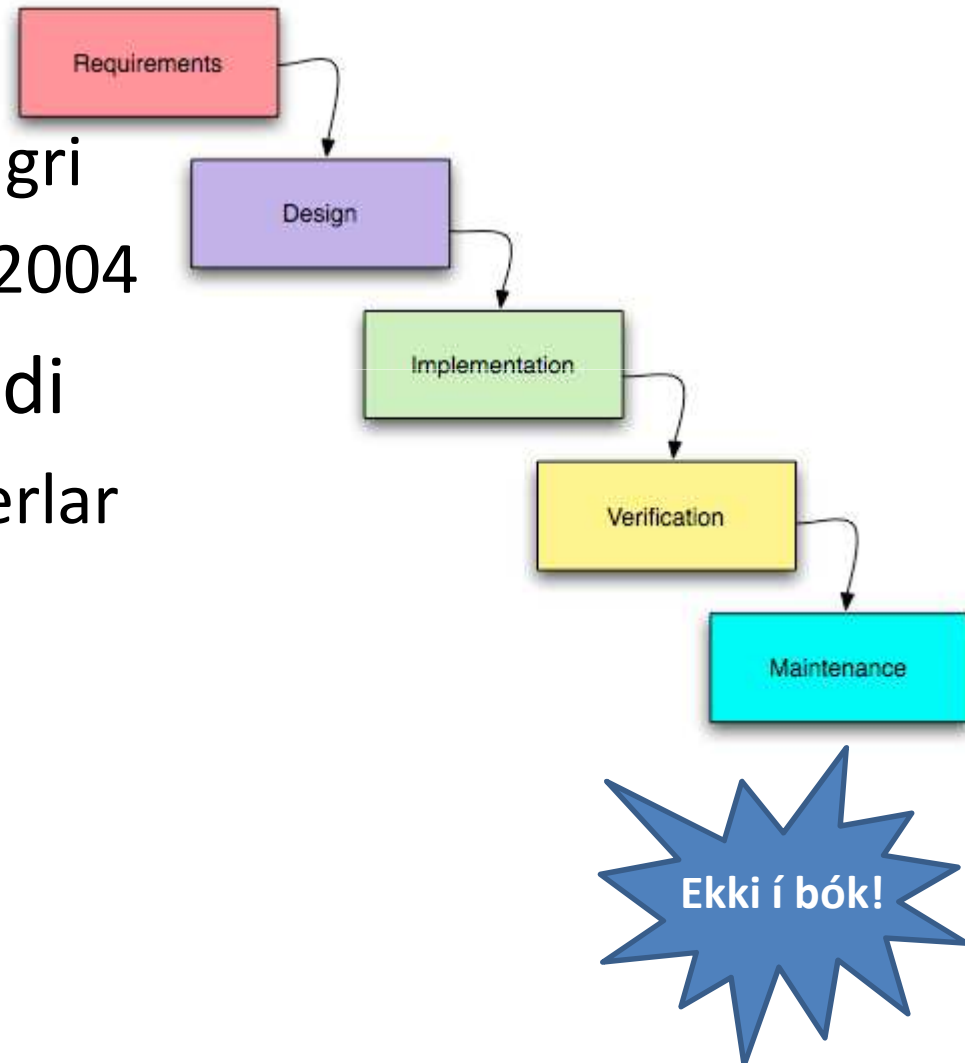 Requirements
gri
Design
2004
Implementation
di
erlar
Verification
Maintenance
Ekki í bók!